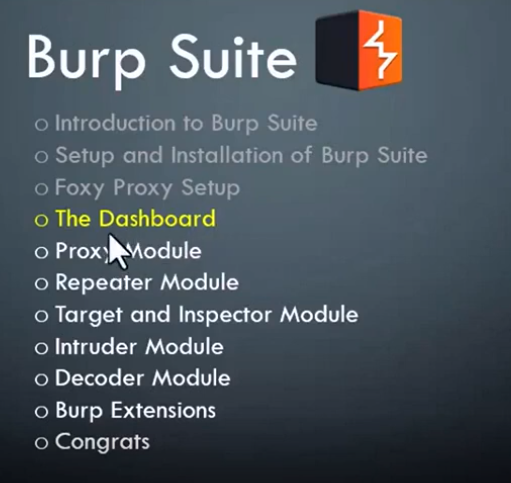 Burp Suite
Introduction to Burp Suite
Setup and Installation of Burp Suite
Foxy Proxy Setup
The Dashboard
Proxy Module
Repeater Module
Target and Inspector Module
Intruder Module
Decoder Module
Burp Extensions
Congrats